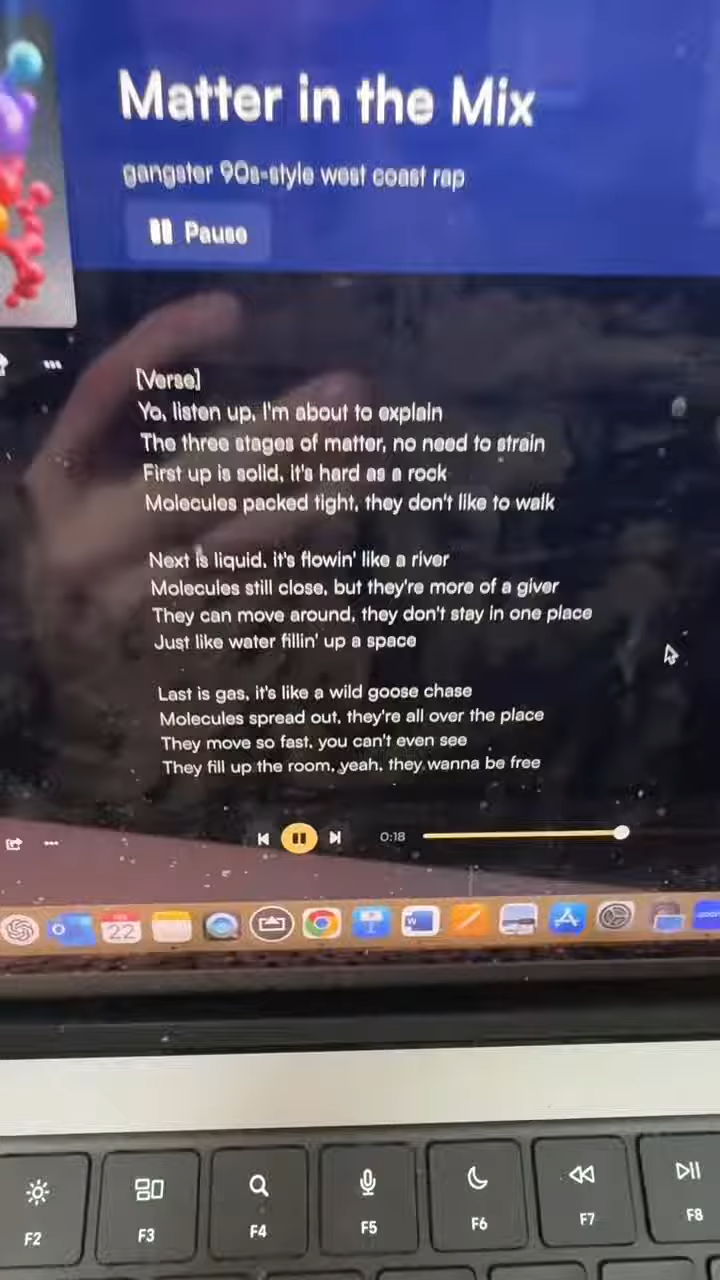 Matter in the Mix
gangster 90s-style west coast rap
Pause
[Verse]
Yo, listen up, I'm about to explain
The three stages of matter, no need to strain
First up is solid, it's hard as a rock
Molecules packed tight, they don't like to walk
Next is liquid, it's flowin' like a river
Molecules still close, but they're more of a giver
They can move around, they don't stay in one place
Just like water fillin' up a space
Last is gas, it's like a wild goose chase
Molecules spread out, they're all over the place
They move so fast, you can't even see
They fill up the room, yeah, they wanna be free
0:18
22
W
F2 F3 F4 F5 F6 F7 F8